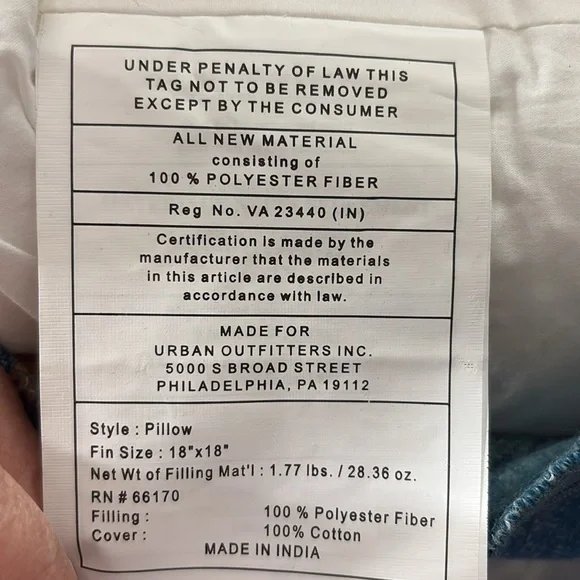 UNDER PENALTY OF LAW THIS
TAG NOT TO BE REMOVED
EXCEPT BY THE CONSUMER
ALL NEW MATERIAL
consisting of
100 % POLYESTER FIBER
Reg No. VA 23440 (IN)
Certification is made by the
manufacturer that the materials
in this article are described in
accordance with law.
MADE FOR
URBAN OUTFITTERS INC.
5000 S BROAD STREET
PHILADELPHIA, PA 19112
Style : Pillow
Fin Size : 18"x18"
Net Wt of Filling Mat'l : 1.77 lbs. / 28.36 oz.
RN # 66170
Filling : 100 % Polyester Fiber
Cover : 100% Cotton
MADE IN INDIA